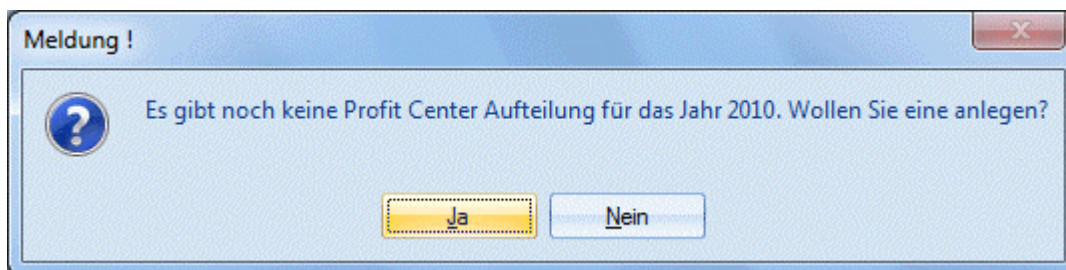 Meldung !
Es gibt noch keine Profit Center Aufteilung für das Jahr 2010. Wollen Sie eine anlegen?
Ja
Nein